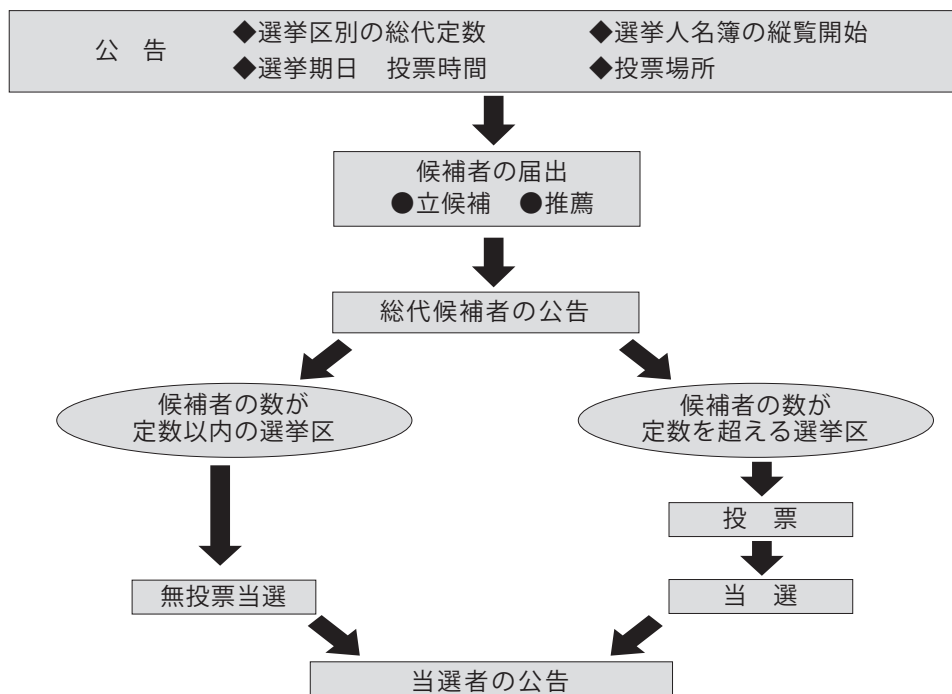 公　告
◆選挙区別の総代定数
◆選挙人名簿の縦覧開始
◆選挙期日　投票時間
◆投票場所
候補者の届出
●立候補　●推薦
総代候補者の公告
候補者の数が
定数以内の選挙区
候補者の数が
定数を超える選挙区
投　票
無投票当選
当　選
当選者の公告